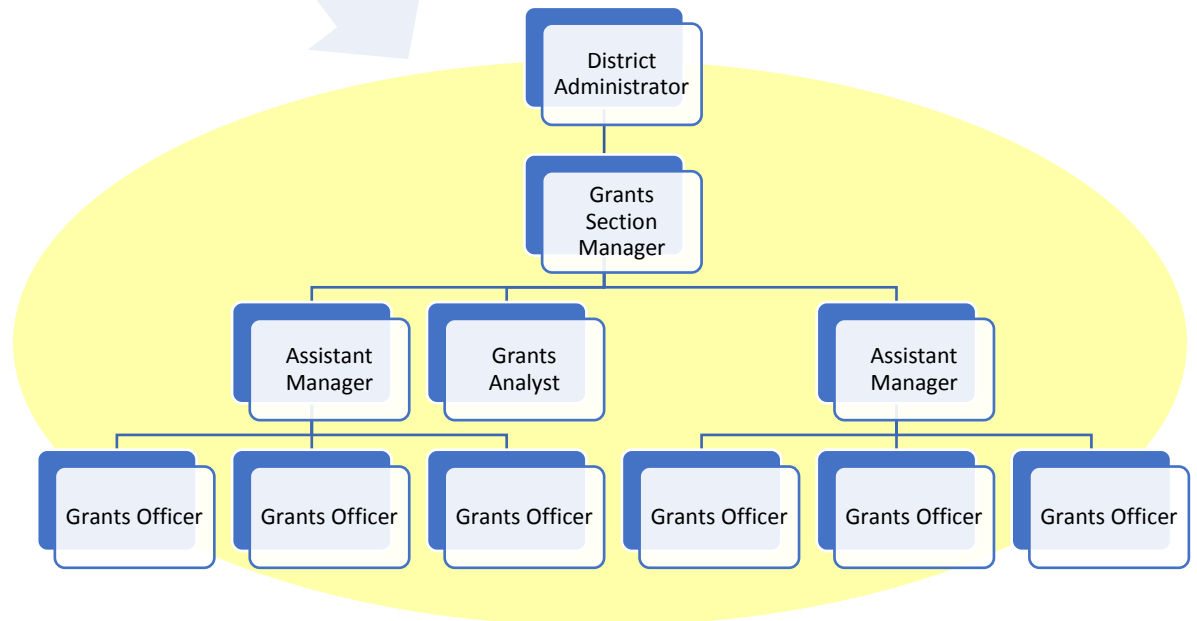 District
Administrator
Grants
Section
Manager
Assistant
Manager
Grants
Analyst
Assistant
Manager
Grants Officer
Grants Officer
Grants Officer
Grants Officer
Grants Officer
Grants Officer